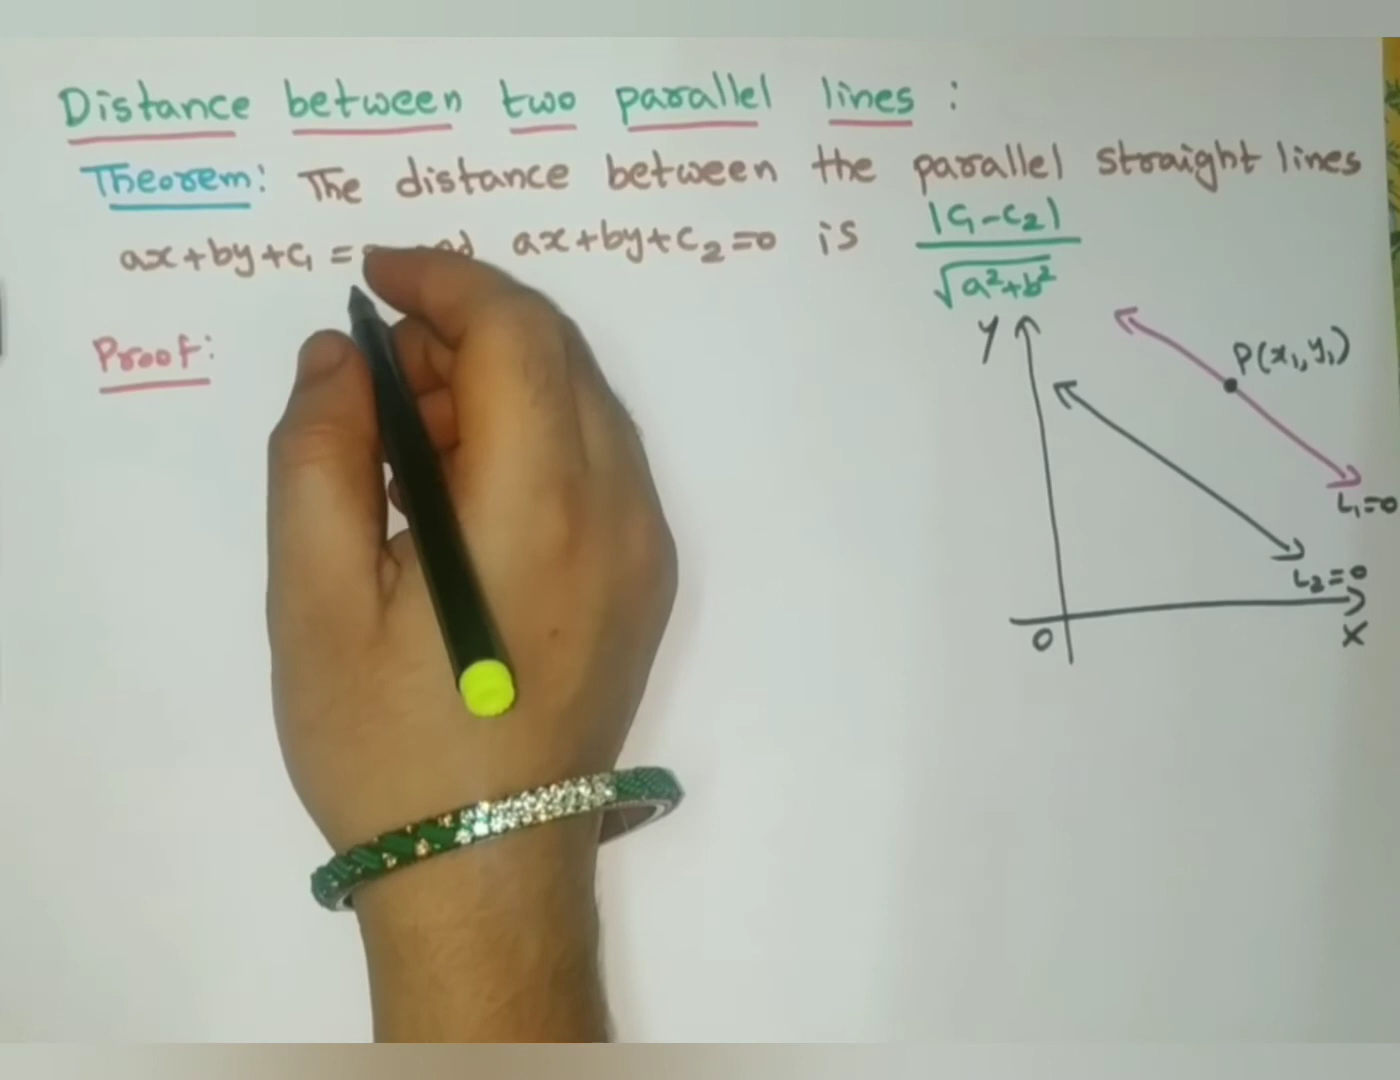 Distance between two parallel lines :
Theorem: The distance between the parallel straight lines
ax+by+c₁ = and ax+by+c₂=0 is |c₁-c₂|
√a²+b²
Proof:
Y
P(x₁,y₁)
L₁=0
L₂=0
O
X